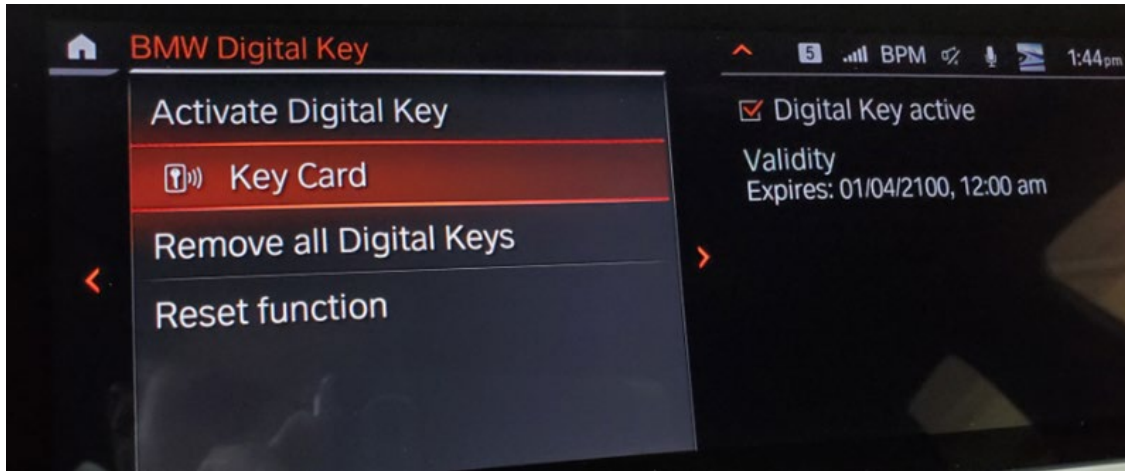 BMW Digital Key
5 BPM 1:44pm
Activate Digital Key
Key Card
Remove all Digital Keys
Reset function
Digital Key active
Validity
Expires: 01/04/2100, 12:00 am